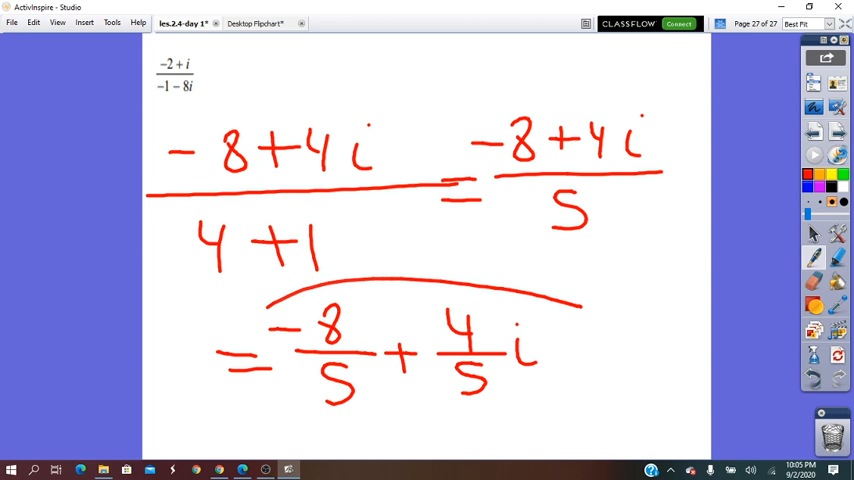 ActivInspire - Studio
File Edit View Insert Tools Help
les.2.4-day 1*
Desktop Flipchart*
CLASSFLOW Connect
Page 27 of 27
Best Fit
-2 + i
-1 - 8i
- 8 + 4 i
4 + 1
= -8 + 4 i
5
= -8/5 + 4/5 i
10:05 PM
9/2/2020